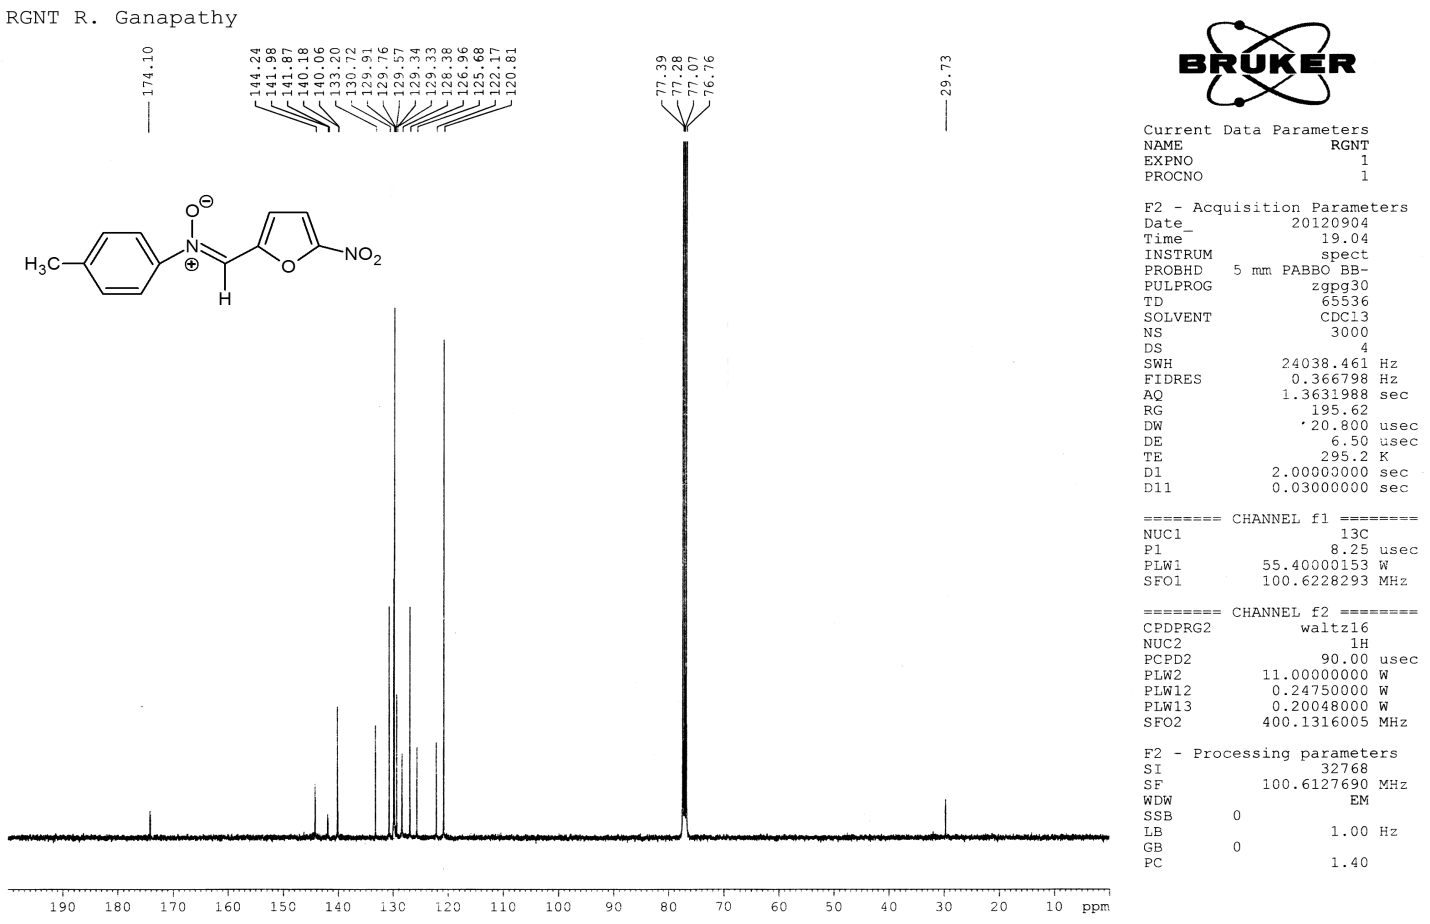 RGNT R. Ganapathy
174.10
144.24
141.98
141.87
140.18
140.06
133.20
130.72
129.91
129.76
129.57
129.34
129.33
128.38
126.96
125.68
122.17
120.81
77.39
77.28
77.07
76.76
29.73
O⊖
N
⊕
H3C
H
O
NO2
190 180 170 160 150 140 130 120 110 100 90 80 70 60 50 40 30 20 10 ppm
BRUKER
Current Data Parameters
NAME RGNT
EXPNO 1
PROCNO 1
F2 - Acquisition Parameters
Date_ 20120904
Time 19.04
INSTRUM spect
PROBHD 5 mm PABBO BB-
PULPROG zgpg30
TD 65536
SOLVENT CDCl3
NS 3000
DS 4
SWH 24038.461 Hz
FIDRES 0.366798 Hz
AQ 1.3631988 sec
RG 195.62
DW 20.800 usec
DE 6.50 usec
TE 295.2 K
D1 2.00000000 sec
D11 0.03000000 sec
======== CHANNEL f1 ========
NUC1 13C
P1 8.25 usec
PLW1 55.40000153 W
SFO1 100.6228293 MHz
======== CHANNEL f2 ========
CPDPRG2 waltz16
NUC2 1H
PCPD2 90.00 usec
PLW2 11.00000000 W
PLW12 0.24750000 W
PLW13 0.20048000 W
SFO2 400.1316005 MHz
F2 - Processing parameters
SI 32768
SF 100.6127690 MHz
WDW EM
SSB 0
LB 1.00 Hz
GB 0
PC 1.40